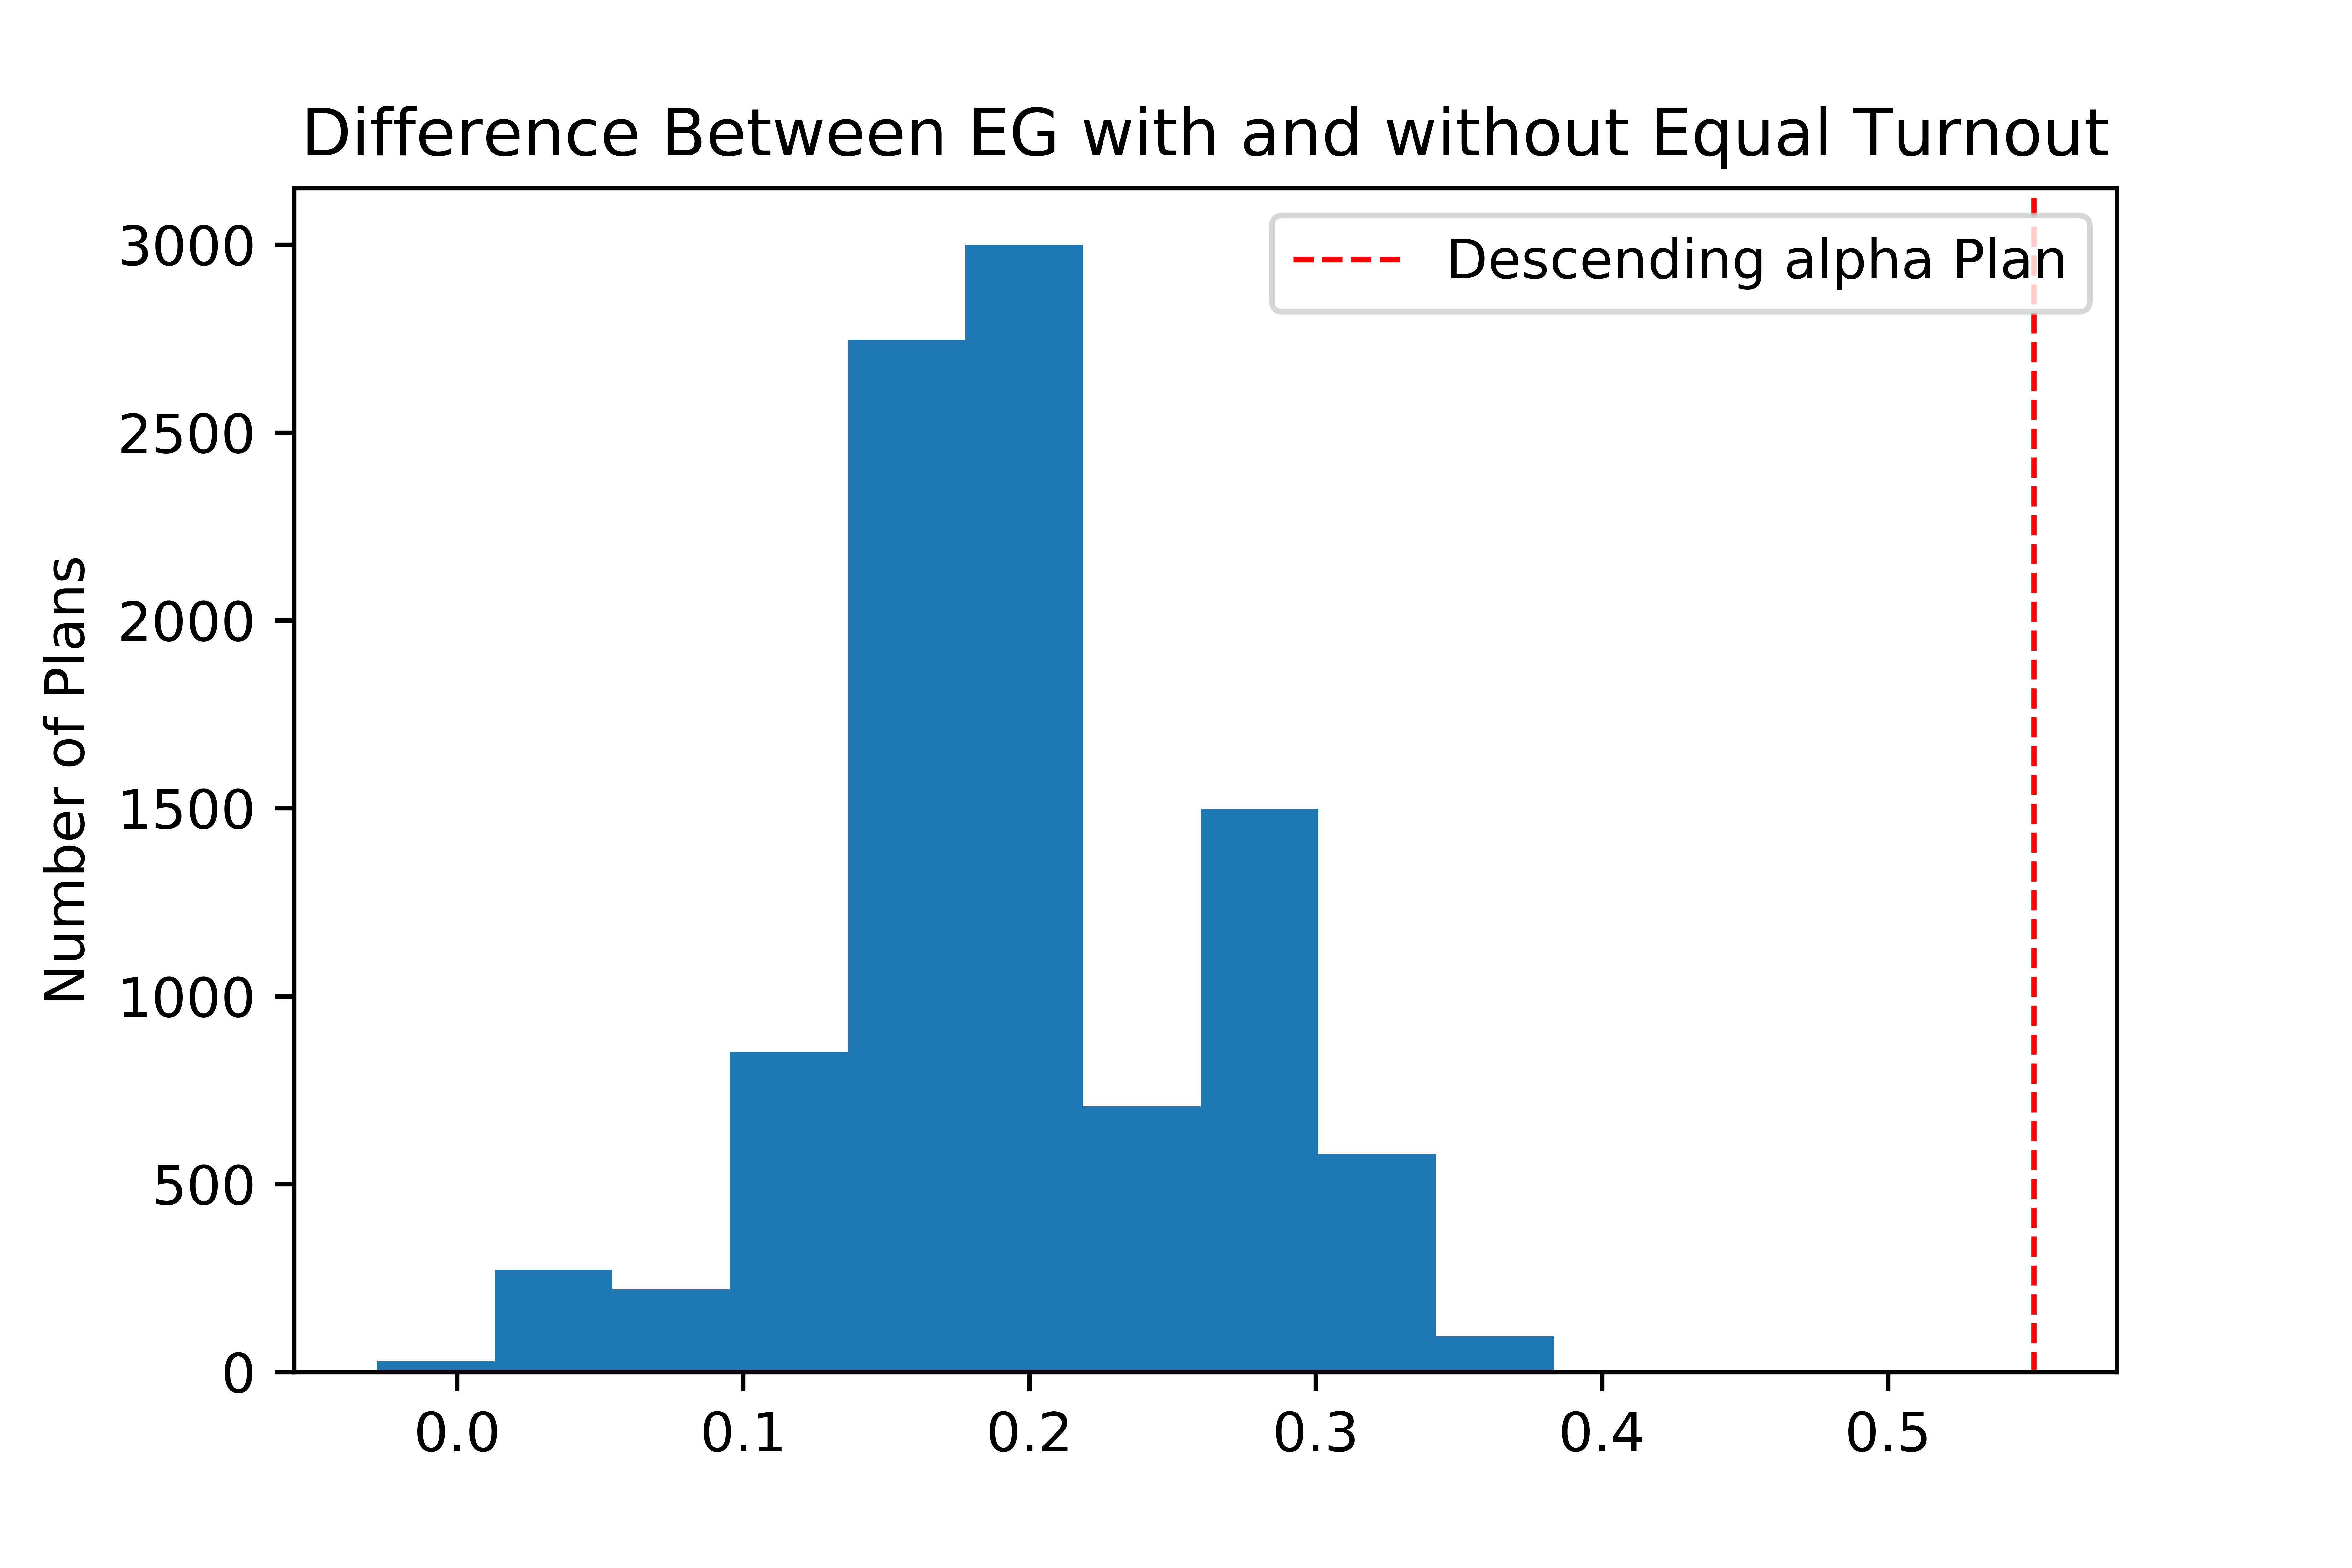 Difference Between EG with and without Equal Turnout
Descending alpha Plan
Number of Plans
3000
2500
2000
1500
1000
500
0
0.0 0.1 0.2 0.3 0.4 0.5